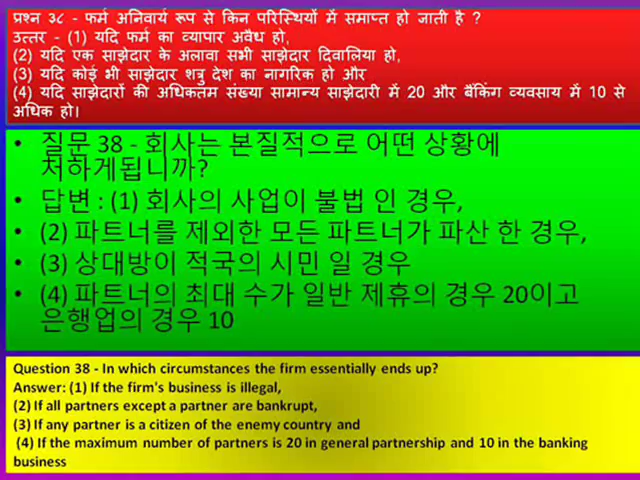 प्रश्न ३८ - फर्म अनिवार्य रूप से किन परिस्थियों में समाप्त हो जाती है ?
उत्तर - (1) यदि फर्म का व्यापार अवैध हो,
(2) यदि एक साझेदार के अलावा सभी साझेदार दिवालिया हो,
(3) यदि कोई भी साझेदार शत्रु देश का नागरिक हो और
(4) यदि साझेदारों की अधिकतम संख्या सामान्य साझेदारी में 20 और बैंकिंग व्यवसाय में 10 से
अधिक हो।
• 질문 38 - 회사는 본질적으로 어떤 상황에
처하게됩니까?
• 답변 : (1) 회사의 사업이 불법 인 경우,
• (2) 파트너를 제외한 모든 파트너가 파산 한 경우,
• (3) 상대방이 적국의 시민 일 경우
• (4) 파트너의 최대 수가 일반 제휴의 경우 20이고
은행업의 경우 10
Question 38 - In which circumstances the firm essentially ends up?
Answer: (1) If the firm's business is illegal,
(2) If all partners except a partner are bankrupt,
(3) If any partner is a citizen of the enemy country and
(4) If the maximum number of partners is 20 in general partnership and 10 in the banking
business